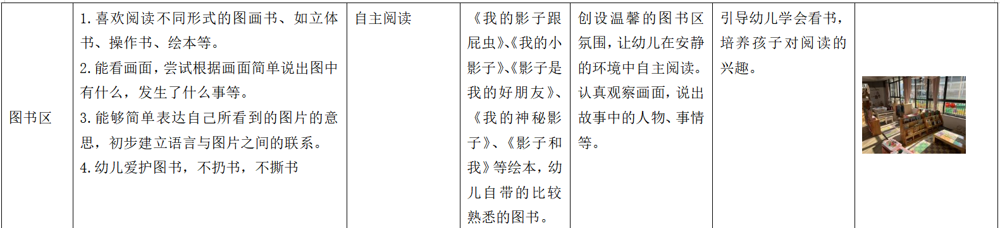 图书区
1.喜欢阅读不同形式的图画书、如立体
书、操作书、绘本等。
2.能看画面，尝试根据画面简单说出图中
有什么，发生了什么事等。
3.能够简单表达自己所看到的图片的意
思，初步建立语言与图片之间的联系。
4.幼儿爱护图书，不扔书，不撕书
自主阅读
《我的影子跟
屁虫》、《我的小
影子》、《影子是
我的好朋友》、
《我的神秘影
子》、《影子和
我》等绘本，幼
儿自带的比较
熟悉的图书。
创设温馨的图书区
氛围，让幼儿在安静
的环境中自主阅读。
认真观察画面，说出
故事中的人物、事情
等。
引导幼儿学会看书，
培养孩子对阅读的
兴趣。